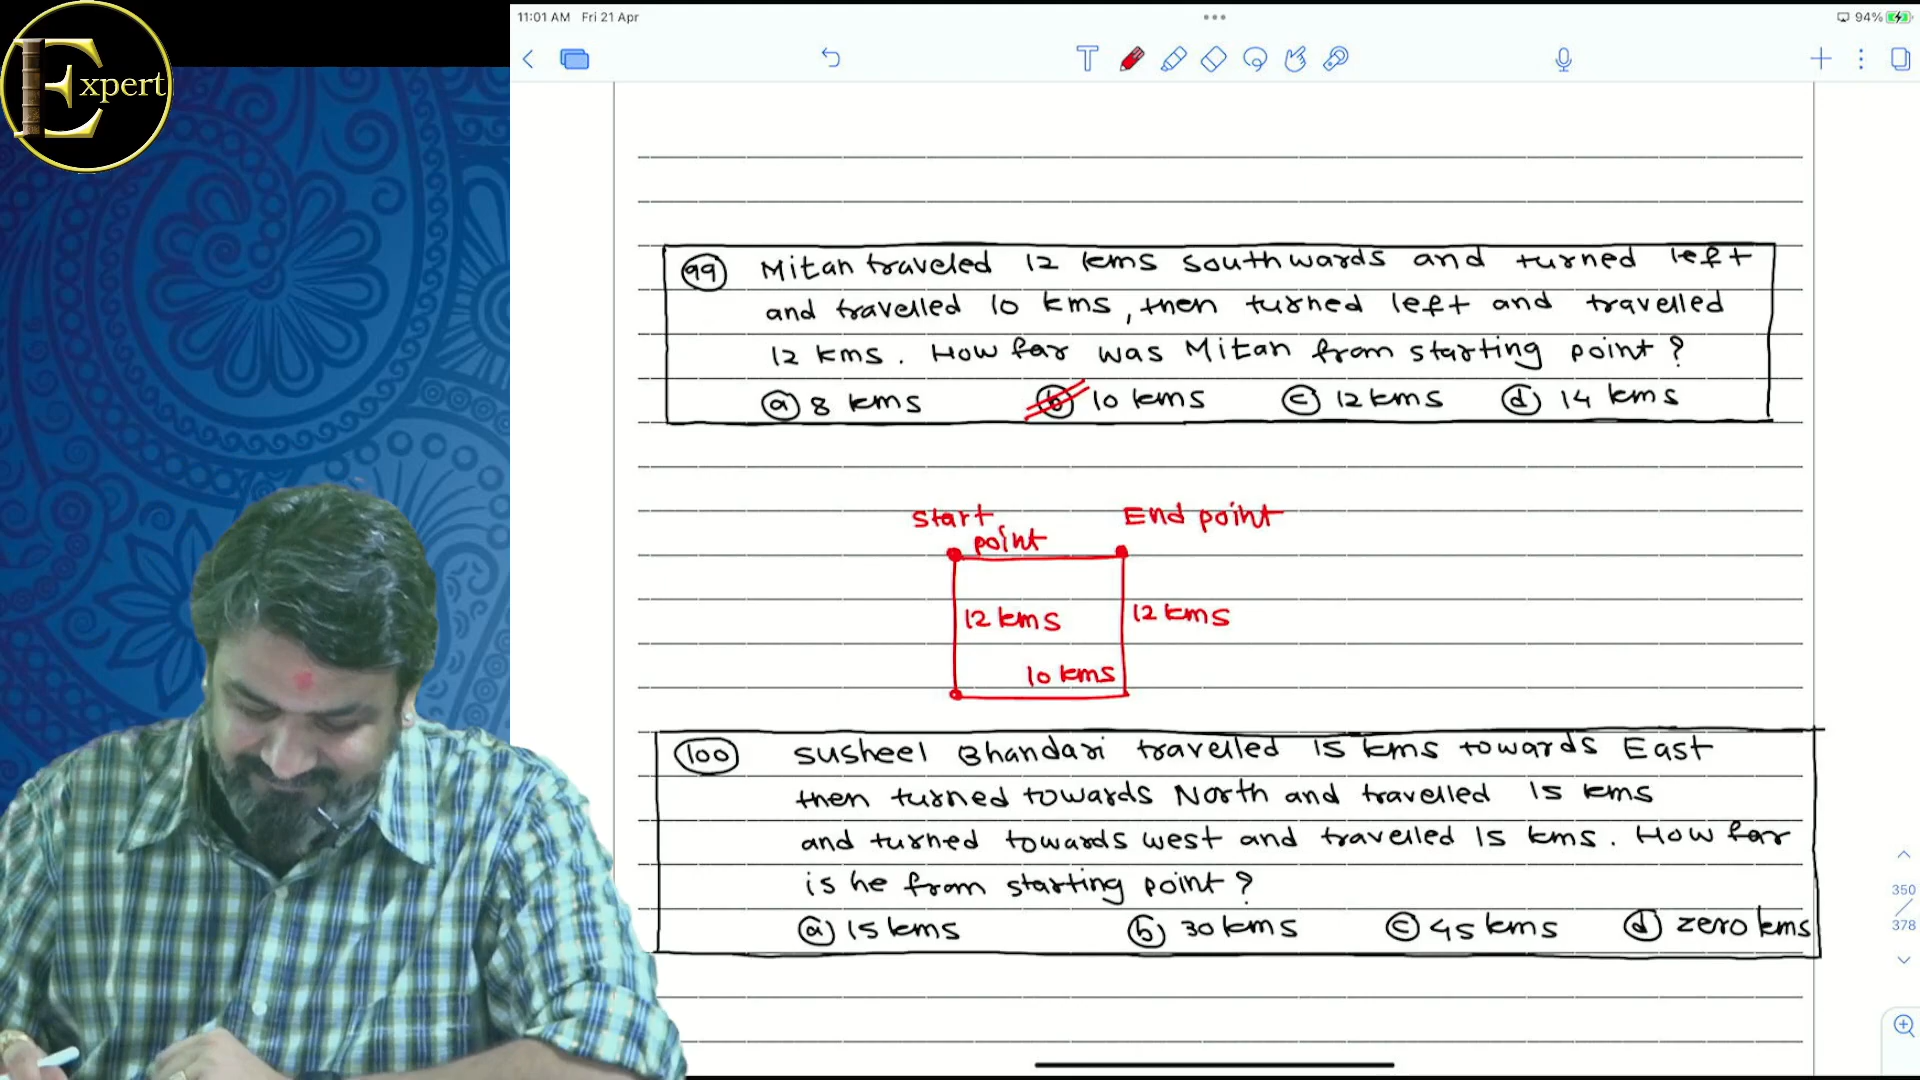 Expert
11:01 AM Fri 21 Apr
94%
99 Mitan traveled 12 kms southwards and turned left
and travelled 10 kms, then turned left and travelled
12 kms. How far was Mitan from starting point?
a 8 kms b 10 kms c 12 kms d 14 kms
Start
point
End point
12 kms
12 kms
10 kms
100 Susheel Bhandari travelled 15 kms towards East
then turned towards North and travelled 15 kms
and turned towards west and travelled 15 kms. How far
is he from starting point?
a 15 kms b 30 kms c 45 kms d zero kms
350
378